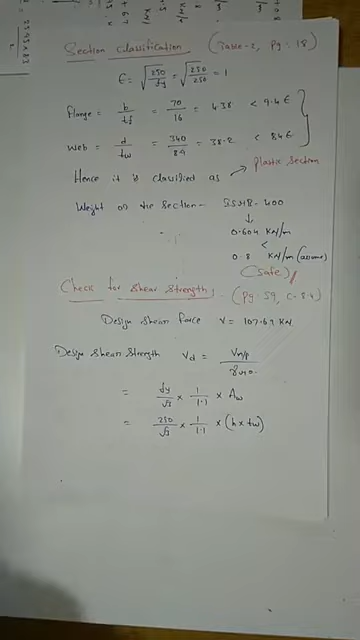 Section Classification (Table-2, Pg: 18)
ε = √250/fy = √250/250 = 1
Flange = b/tf = 70/16 = 4.38 < 9.4 ε
Web = d/tw = 340/8.9 = 38.2 < 84 ε
Hence it is classified as → Plastic Section
Weight of the section - ISMB-400
↓
0.604 KN/m
<
0.8 KN/m (assume)
(Safe)
Check for Shear Strength: (Pg: 59, C-8.4)
Design Shear force V = 107.67 KN
Design Shear Strength Vd = Vn/γmo
= fy/√3 × 1/1.1 × Aw
= 250/√3 × 1/1.1 × (h × tw)